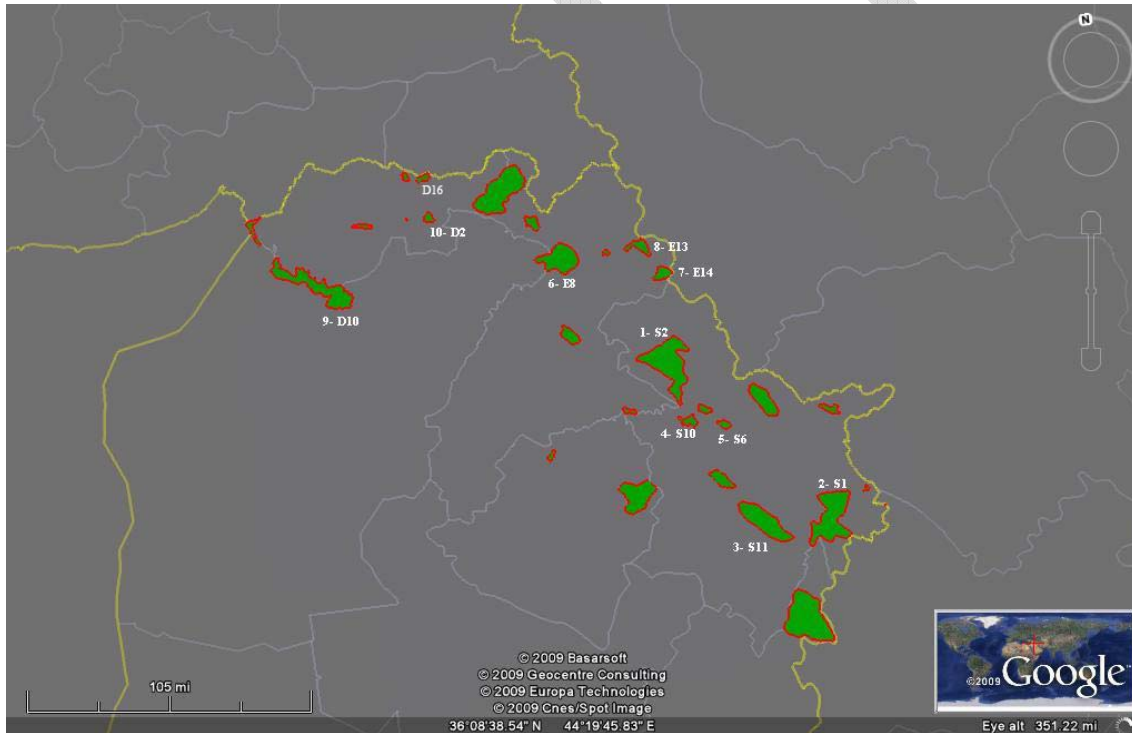 N
D16
10- D2
8- E13
7- E14
6- E8
9- D10
1- S2
4- S10
5- S6
2- S1
3- S11
© 2009 Basarsoft
© 2009 Geocentre Consulting
© 2009 Europa Technologies
© 2009 Cnes/Spot Image
105 mi
©2009 Google™
36°08'38.54" N 44°19'45.83" E
Eye alt 351.22 mi